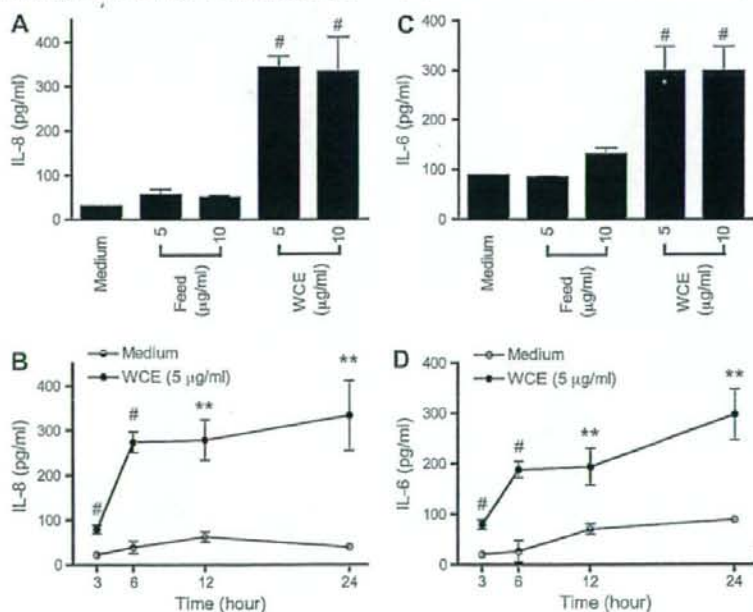 A
IL-8 (pg/ml)
400
300
200
100
0
#
#
Medium
5
10
5
10
Feed
(μg/ml)
WCE
(μg/ml)
C
IL-6 (pg/ml)
400
300
200
100
0
#
#
Medium
5
10
5
10
Feed
(μg/ml)
WCE
(μg/ml)
B
Medium
WCE (5 μg/ml)
IL-8 (pg/ml)
400
300
200
100
0
#
#
**
**
3
6
12
24
Time (hour)
D
Medium
WCE (5 μg/ml)
IL-6 (pg/ml)
400
300
200
100
0
#
#
**
**
3
6
12
24
Time (hour)